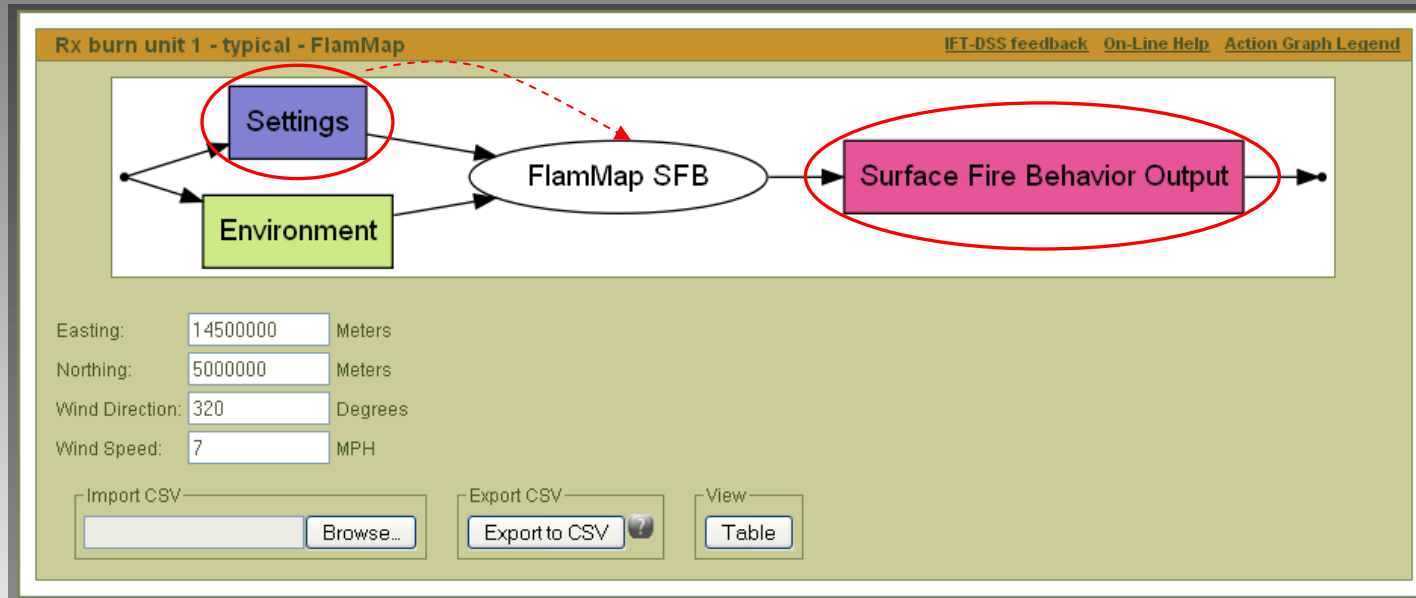 Rx burn unit 1 - typical - FlamMap
IFT-DSS feedback On-Line Help Action Graph Legend
Settings
FlamMap SFB
Surface Fire Behavior Output
Environment
Easting: 14500000 Meters
Northing: 5000000 Meters
Wind Direction: 320 Degrees
Wind Speed: 7 MPH
Import CSV
Browse...
Export CSV
Export to CSV ?
View
Table